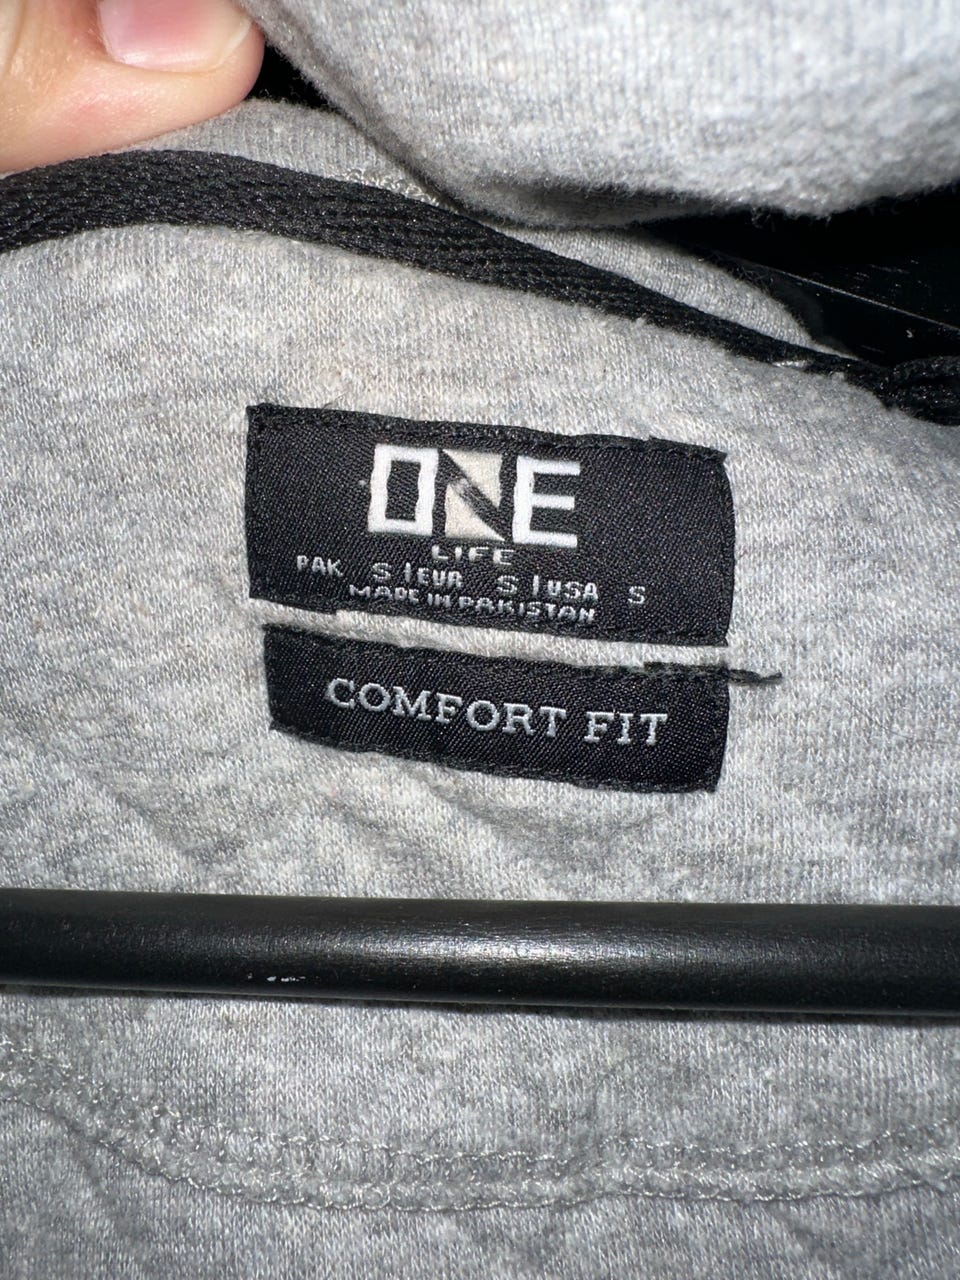 ONE
LIFE
PAK S | EUR S | USA S
MADE IN PAKISTAN
COMFORT FIT